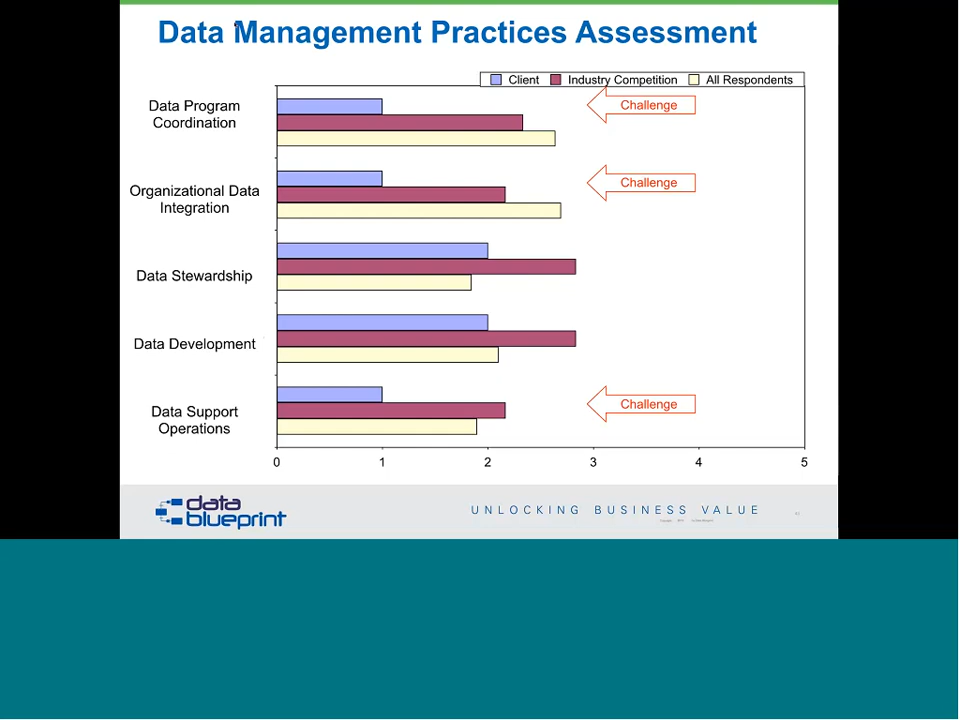 Data Management Practices Assessment
Client Industry Competition All Respondents
Data Program
Coordination
Challenge
Organizational Data
Integration
Challenge
Data Stewardship
Data Development
Data Support
Operations
Challenge
0 1 2 3 4 5
data
blueprint
UNLOCKING BUSINESS VALUE